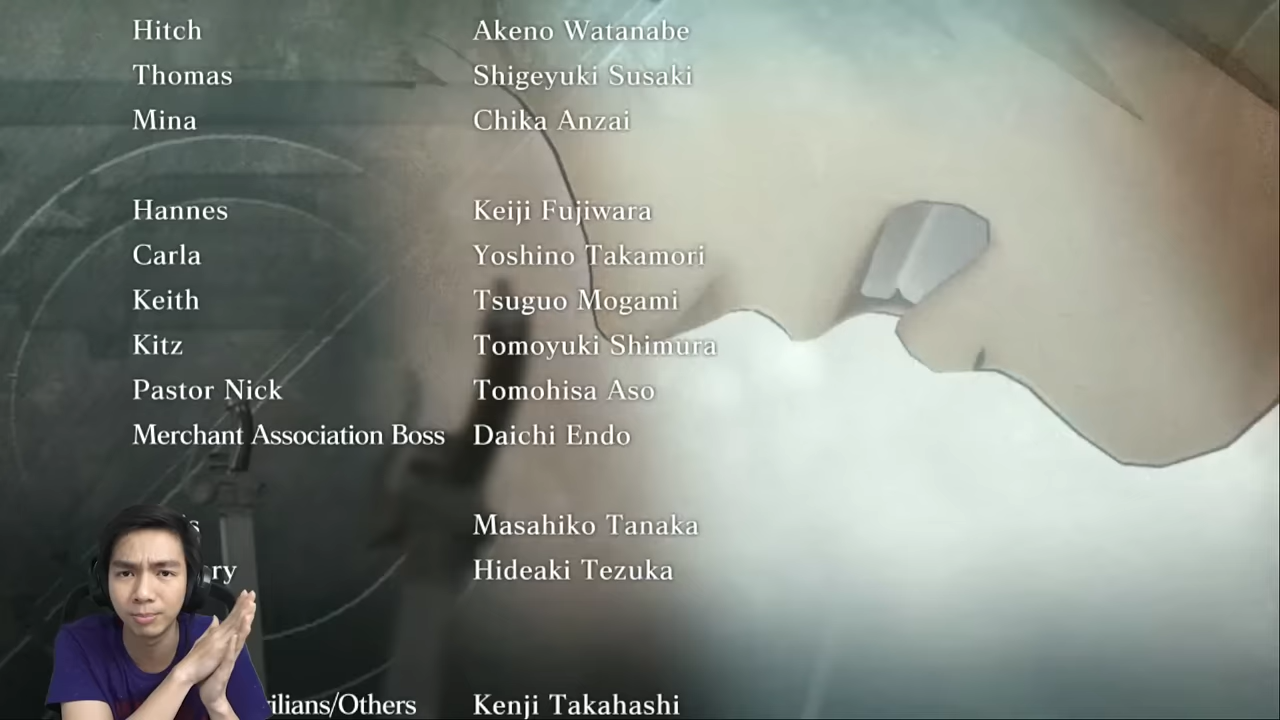 Hitch Akeno Watanabe
Thomas Shigeyuki Susaki
Mina Chika Anzai
Hannes Keiji Fujiwara
Carla Yoshino Takamori
Keith Tsuguo Mogami
Kitz Tomoyuki Shimura
Pastor Nick Tomohisa Aso
Merchant Association Boss Daichi Endo
Masahiko Tanaka
Hideaki Tezuka
Kenji Takahashi